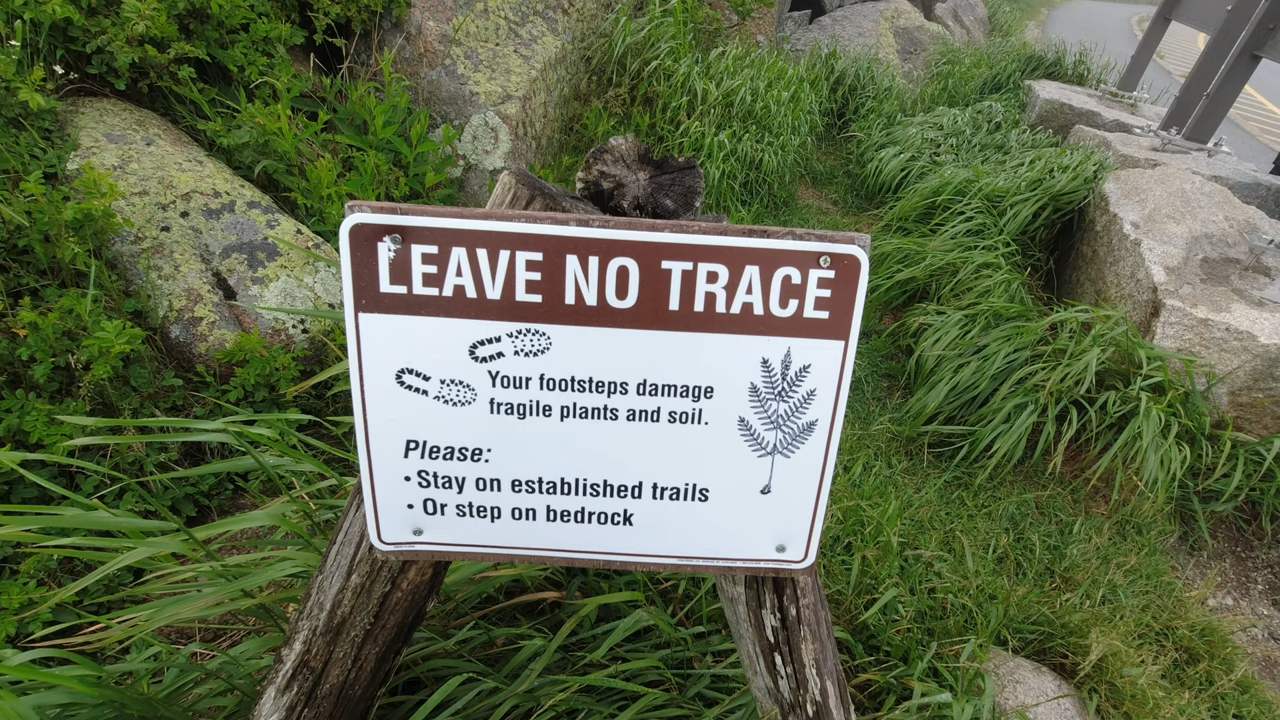 LEAVE NO TRACE
Your footsteps damage
fragile plants and soil.
Please:
• Stay on established trails
• Or step on bedrock